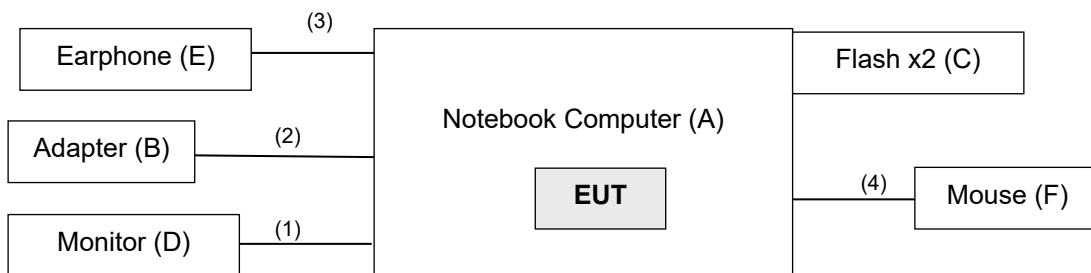 (3)
Earphone (E)
Flash x2 (C)
Notebook Computer (A)
(2)
Adapter (B)
EUT
(4)
Mouse (F)
(1)
Monitor (D)